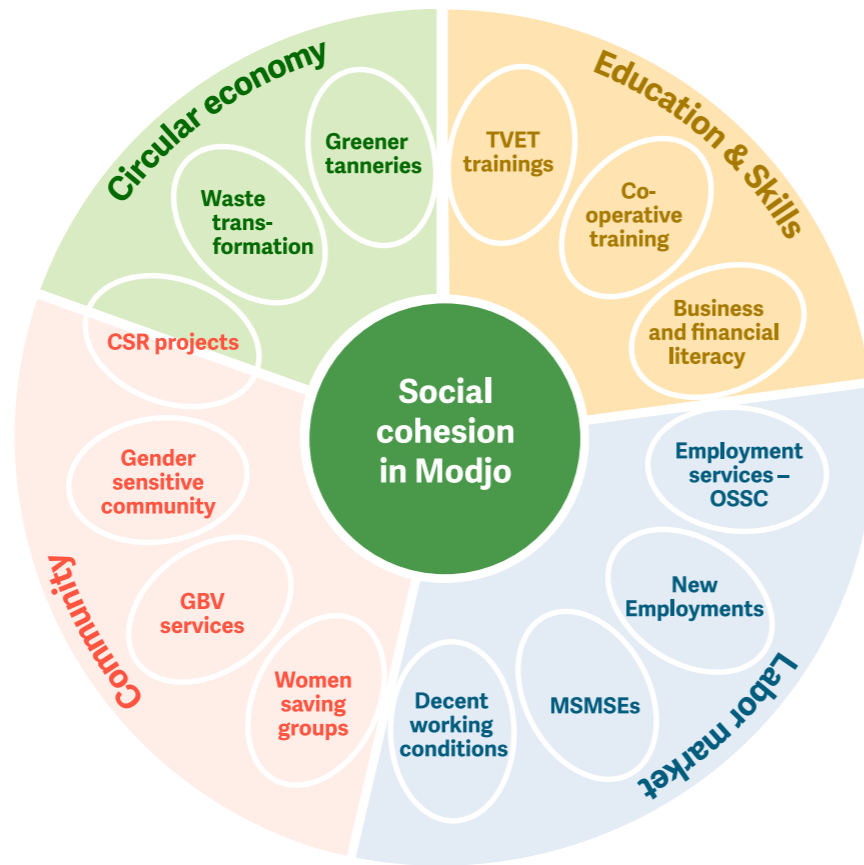 Circular economy
Greener
tanneries
Waste
trans-
formation
Education & Skills
TVET
trainings
Co-
operative
training
Business
and financial
literacy
Social
cohesion
in Modjo
Labor market
Employment
services –
OSSC
New
Employments
MSMSEs
Decent
working
conditions
Community
CSR projects
Gender
sensitive
community
GBV
services
Women
saving
groups